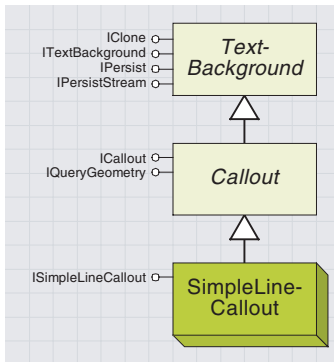 IClone
ITextBackground
IPersist
IPersistStream
Text-
Background
ICallout
IQueryGeometry
Callout
ISimpleLineCallout
SimpleLine-
Callout